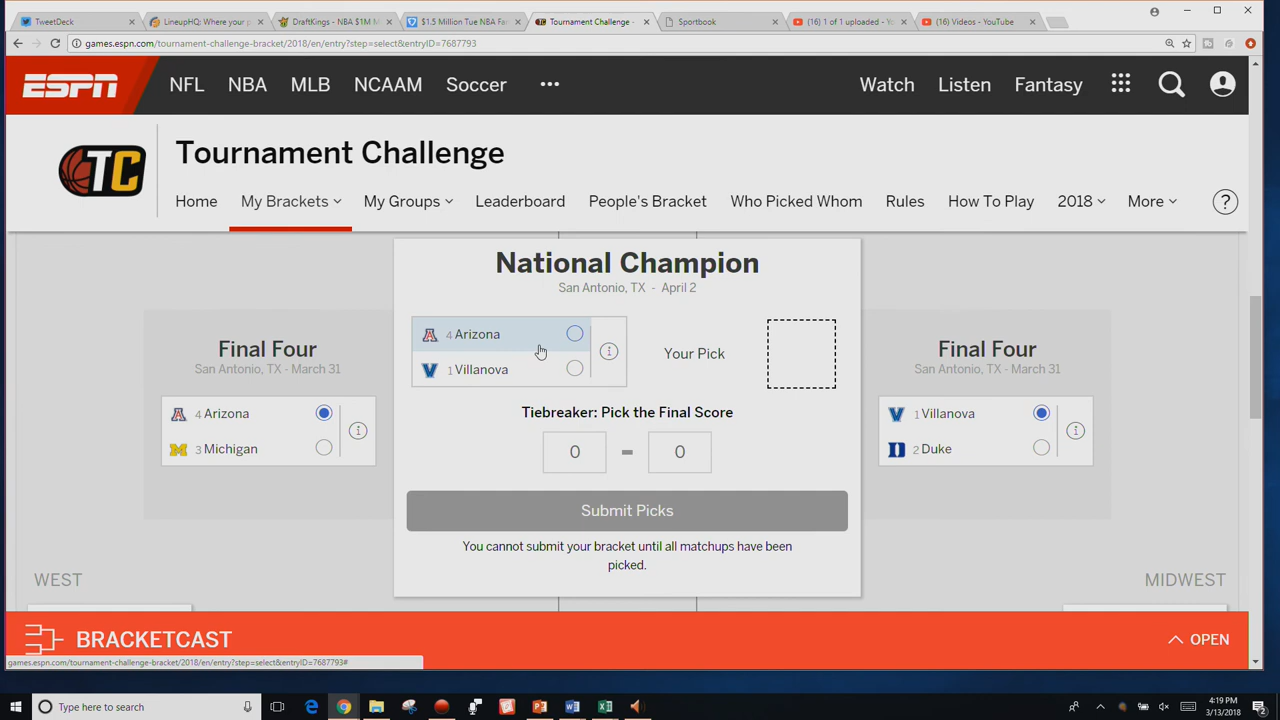 TweetDeck
LineupHQ: Where your p
DraftKings - NBA $1M M
$1.5 Million Tue NBA Fan
Tournament Challenge -
Sportbook
(16) 1 of 1 uploaded - Yo
(16) Videos - YouTube
games.espn.com/tournament-challenge-bracket/2018/en/entry?step=select&entryID=7687793
ESPN NFL NBA MLB NCAAM Soccer Watch Listen Fantasy
TC
Tournament Challenge
Home My Brackets My Groups Leaderboard People's Bracket Who Picked Whom Rules How To Play 2018 More ?
National Champion
San Antonio, TX - April 2
4 Arizona
1 Villanova
Your Pick
Final Four
San Antonio, TX - March 31
4 Arizona
3 Michigan
Final Four
San Antonio, TX - March 31
1 Villanova
2 Duke
Tiebreaker: Pick the Final Score
0 - 0
Submit Picks
You cannot submit your bracket until all matchups have been
picked.
WEST
MIDWEST
BRACKETCAST
OPEN
games.espn.com/tournament-challenge-bracket/2018/en/entry?step=select&entryID=7687793#
Type here to search
4:19 PM
3/13/2018